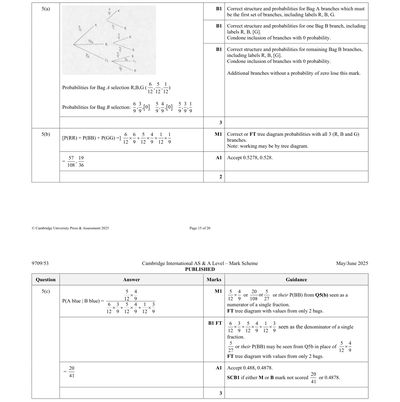 5(a)
B1 Correct structure and probabilities for Bag A branches which must
be the first set of branches, including labels R, B, G.
B1 Correct structure and probabilities for one Bag B branch, including
labels R, B, [G].
Condone inclusion of branches with 0 probability.
B1 Correct structure and probabilities for remaining Bag B branches,
including labels R, B, G.
Condone inclusion of branches with 0 probability.
Additional branches without a probability of zero lose this mark.
Probabilities for Bag A selection R,B,G (6/12, 5/12, 1/12)
Probabilities for Bag B selection: 6/9 3/9 [0] 5/9 4/9 [0] 5/9 3/9 1/9
3
5(b) [P(RR) + P(BB) + P(GG) =] 6/12 × 6/9 + 5/12 × 4/9 + 1/12 × 1/9 M1 Correct or FT tree diagram probabilities with all 3 (R, B and G)
branches.
Note: working may be by tree diagram.
= 57/108, 19/36 A1 Accept 0.5278, 0.528.
2
© Cambridge University Press & Assessment 2025 Page 15 of 20
9709/53 Cambridge International AS & A Level – Mark Scheme May/June 2025
PUBLISHED
Question Answer Marks Guidance
5(c) P(A blue | B blue) = (5/12 × 4/9) / (6/12 × 3/9 + 5/12 × 4/9 + 1/12 × 3/9) M1 5/12 × 4/9 or 20/108 or 5/27 or their P(BB) from Q5(b) seen as a
numerator of a single fraction.
FT tree diagram with values from only 2 bags.
B1 FT 6/12 × 3/9 + 5/12 × 4/9 + 1/12 × 3/9 seen as the denominator of a single
fraction.
5/27 or their P(BB) may be seen from Q5b in place of 5/12 × 4/9
FT tree diagram with values from only 2 bags.
= 20/41 A1 Accept 0.488, 0.4878.
SCB1 if either M or B mark not scored 20/41 or 0.4878.
3